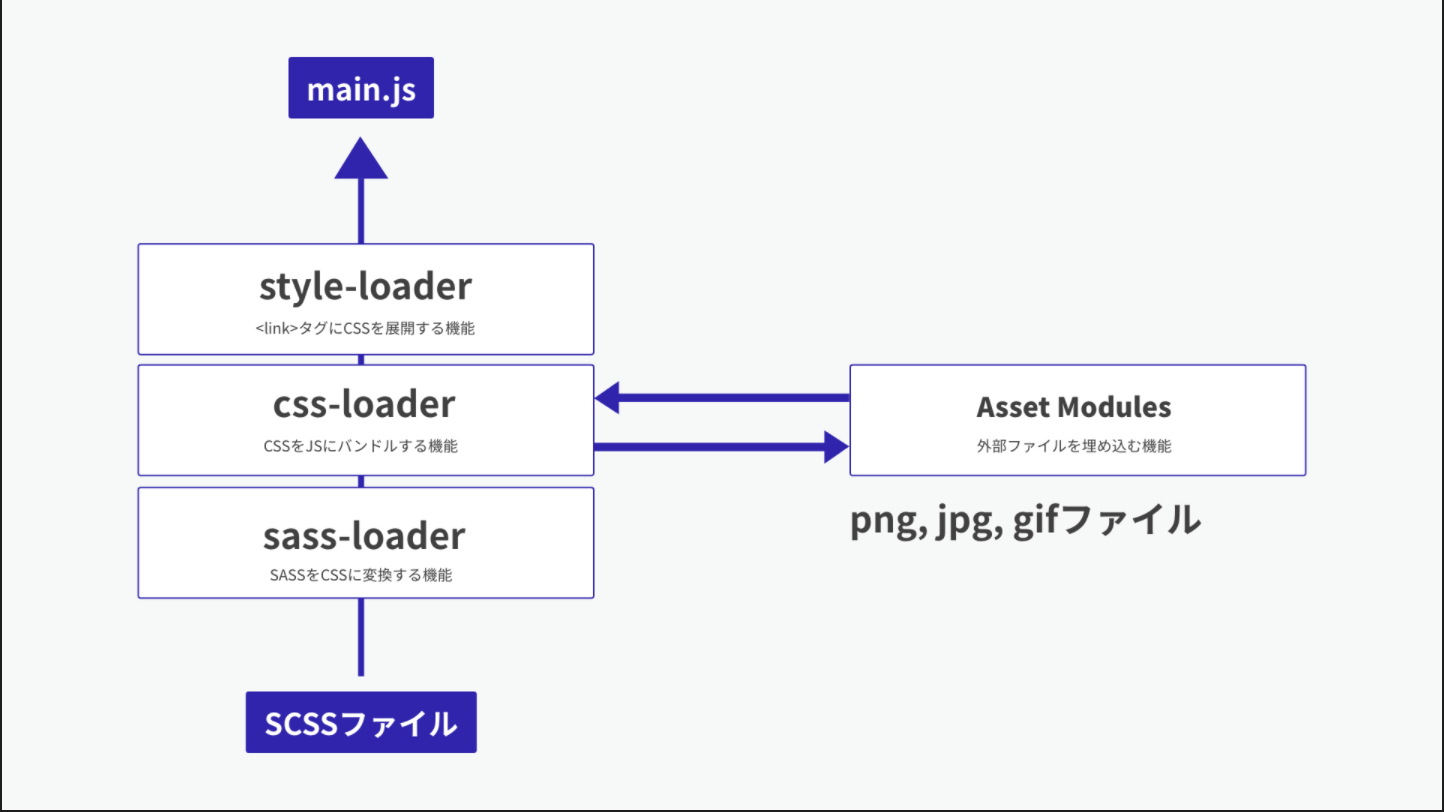 main.js
style-loader
<link>タグにCSSを展開する機能
css-loader
CSSをJSにバンドルする機能
Asset Modules
外部ファイルを埋め込む機能
png, jpg, gifファイル
sass-loader
SASSをCSSに変換する機能
SCSSファイル